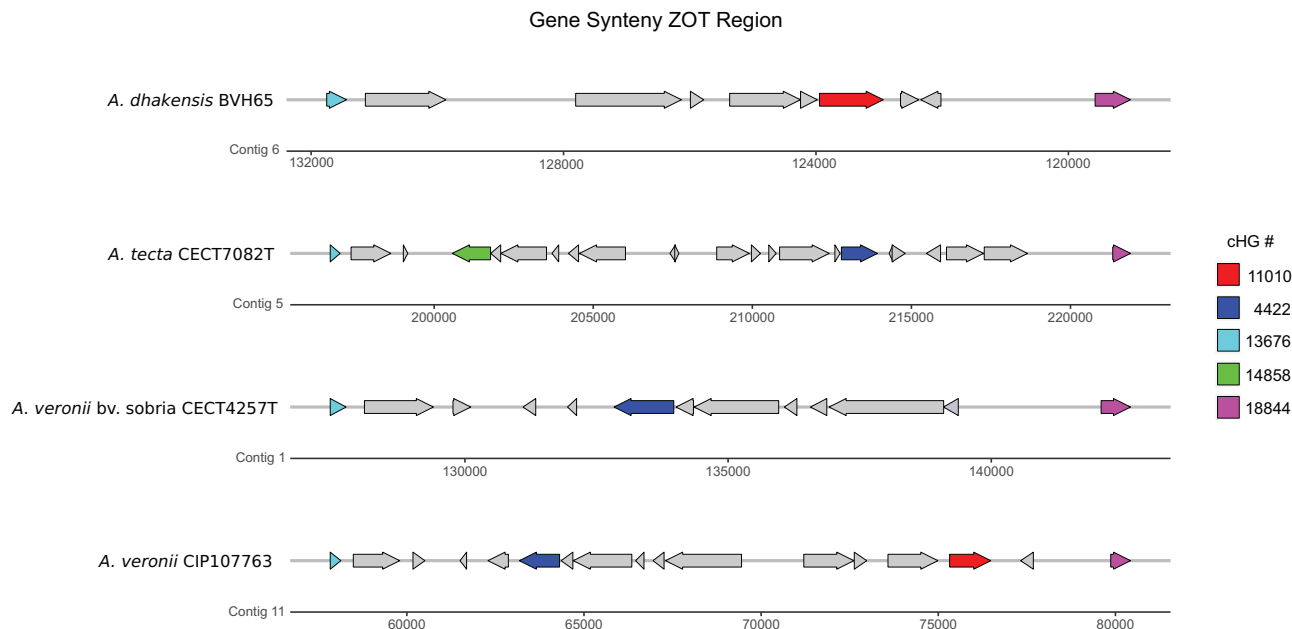 Gene Synteny ZOT Region
A. dhakensis BVH65
Contig 6
132000 128000 124000 120000
A. tecta CECT7082T
Contig 5
200000 205000 210000 215000 220000
A. veronii bv. sobria CECT4257T
Contig 1
130000 135000 140000
A. veronii CIP107763
Contig 11
60000 65000 70000 75000 80000
cHG #
11010
4422
13676
14858
18844